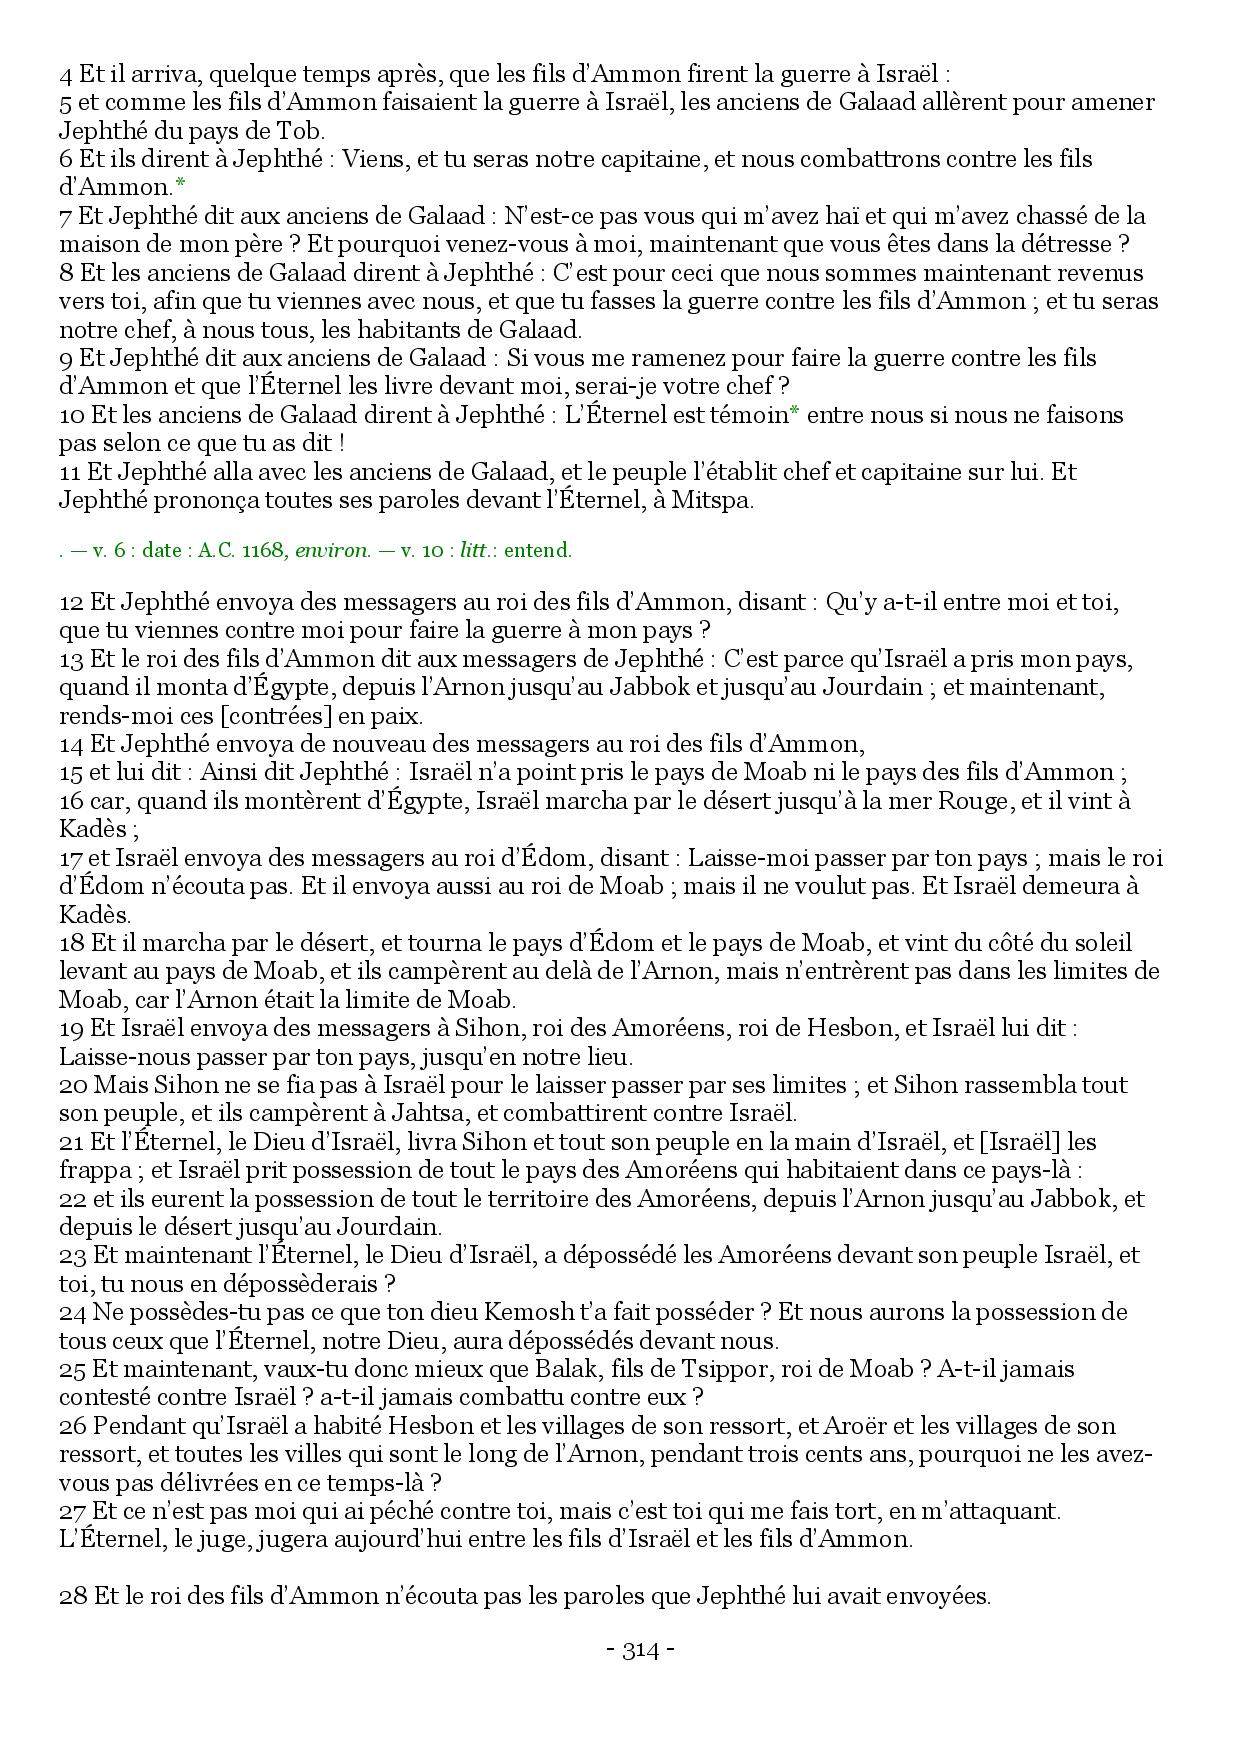 4 Et il arriva, quelque temps après, que les fils d’Ammon firent la guerre à Israël :
5 et comme les fils d’Ammon faisaient la guerre à Israël, les anciens de Galaad allèrent pour amener
Jephthé du pays de Tob.
6 Et ils dirent à Jephthé : Viens, et tu seras notre capitaine, et nous combattrons contre les fils
d’Ammon.*
7 Et Jephthé dit aux anciens de Galaad : N’est-ce pas vous qui m’avez haï et qui m’avez chassé de la
maison de mon père ? Et pourquoi venez-vous à moi, maintenant que vous êtes dans la détresse ?
8 Et les anciens de Galaad dirent à Jephthé : C’est pour ceci que nous sommes maintenant revenus
vers toi, afin que tu viennes avec nous, et que tu fasses la guerre contre les fils d’Ammon ; et tu seras
notre chef, à nous tous, les habitants de Galaad.
9 Et Jephthé dit aux anciens de Galaad : Si vous me ramenez pour faire la guerre contre les fils
d’Ammon et que l’Éternel les livre devant moi, serai-je votre chef ?
10 Et les anciens de Galaad dirent à Jephthé : L’Éternel est témoin* entre nous si nous ne faisons
pas selon ce que tu as dit !
11 Et Jephthé alla avec les anciens de Galaad, et le peuple l’établit chef et capitaine sur lui. Et
Jephthé prononça toutes ses paroles devant l’Éternel, à Mitspa.
. — v. 6 : date : A.C. 1168, environ. — v. 10 : litt.: entend.
12 Et Jephthé envoya des messagers au roi des fils d’Ammon, disant : Qu’y a-t-il entre moi et toi,
que tu viennes contre moi pour faire la guerre à mon pays ?
13 Et le roi des fils d’Ammon dit aux messagers de Jephthé : C’est parce qu’Israël a pris mon pays,
quand il monta d’Égypte, depuis l’Arnon jusqu’au Jabbok et jusqu’au Jourdain ; et maintenant,
rends-moi ces [contrées] en paix.
14 Et Jephthé envoya de nouveau des messagers au roi des fils d’Ammon,
15 et lui dit : Ainsi dit Jephthé : Israël n’a point pris le pays de Moab ni le pays des fils d’Ammon ;
16 car, quand ils montèrent d’Égypte, Israël marcha par le désert jusqu’à la mer Rouge, et il vint à
Kadès ;
17 et Israël envoya des messagers au roi d’Édom, disant : Laisse-moi passer par ton pays ; mais le roi
d’Édom n’écouta pas. Et il envoya aussi au roi de Moab ; mais il ne voulut pas. Et Israël demeura à
Kadès.
18 Et il marcha par le désert, et tourna le pays d’Édom et le pays de Moab, et vint du côté du soleil
levant au pays de Moab, et ils campèrent au delà de l’Arnon, mais n’entrèrent pas dans les limites de
Moab, car l’Arnon était la limite de Moab.
19 Et Israël envoya des messagers à Sihon, roi des Amoréens, roi de Hesbon, et Israël lui dit :
Laisse-nous passer par ton pays, jusqu’en notre lieu.
20 Mais Sihon ne se fia pas à Israël pour le laisser passer par ses limites ; et Sihon rassembla tout
son peuple, et ils campèrent à Jahtsa, et combattirent contre Israël.
21 Et l’Éternel, le Dieu d’Israël, livra Sihon et tout son peuple en la main d’Israël, et [Israël] les
frappa ; et Israël prit possession de tout le pays des Amoréens qui habitaient dans ce pays-là :
22 et ils eurent la possession de tout le territoire des Amoréens, depuis l’Arnon jusqu’au Jabbok, et
depuis le désert jusqu’au Jourdain.
23 Et maintenant l’Éternel, le Dieu d’Israël, a dépossédé les Amoréens devant son peuple Israël, et
toi, tu nous en dépossèderais ?
24 Ne possèdes-tu pas ce que ton dieu Kemosh t’a fait posséder ? Et nous aurons la possession de
tous ceux que l’Éternel, notre Dieu, aura dépossédés devant nous.
25 Et maintenant, vaux-tu donc mieux que Balak, fils de Tsippor, roi de Moab ? A-t-il jamais
contesté contre Israël ? a-t-il jamais combattu contre eux ?
26 Pendant qu’Israël a habité Hesbon et les villages de son ressort, et Aroër et les villages de son
ressort, et toutes les villes qui sont le long de l’Arnon, pendant trois cents ans, pourquoi ne les avez-
vous pas délivrées en ce temps-là ?
27 Et ce n’est pas moi qui ai péché contre toi, mais c’est toi qui me fais tort, en m’attaquant.
L’Éternel, le juge, jugera aujourd’hui entre les fils d’Israël et les fils d’Ammon.
28 Et le roi des fils d’Ammon n’écouta pas les paroles que Jephthé lui avait envoyées.
- 314 -